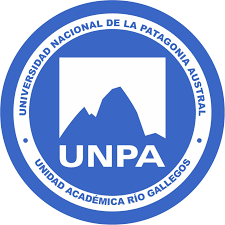 UNIVERSIDAD NACIONAL DE LA PATAGONIA AUSTRAL
UNPA
UNIDAD ACADÉMICA RÍO GALLEGOS